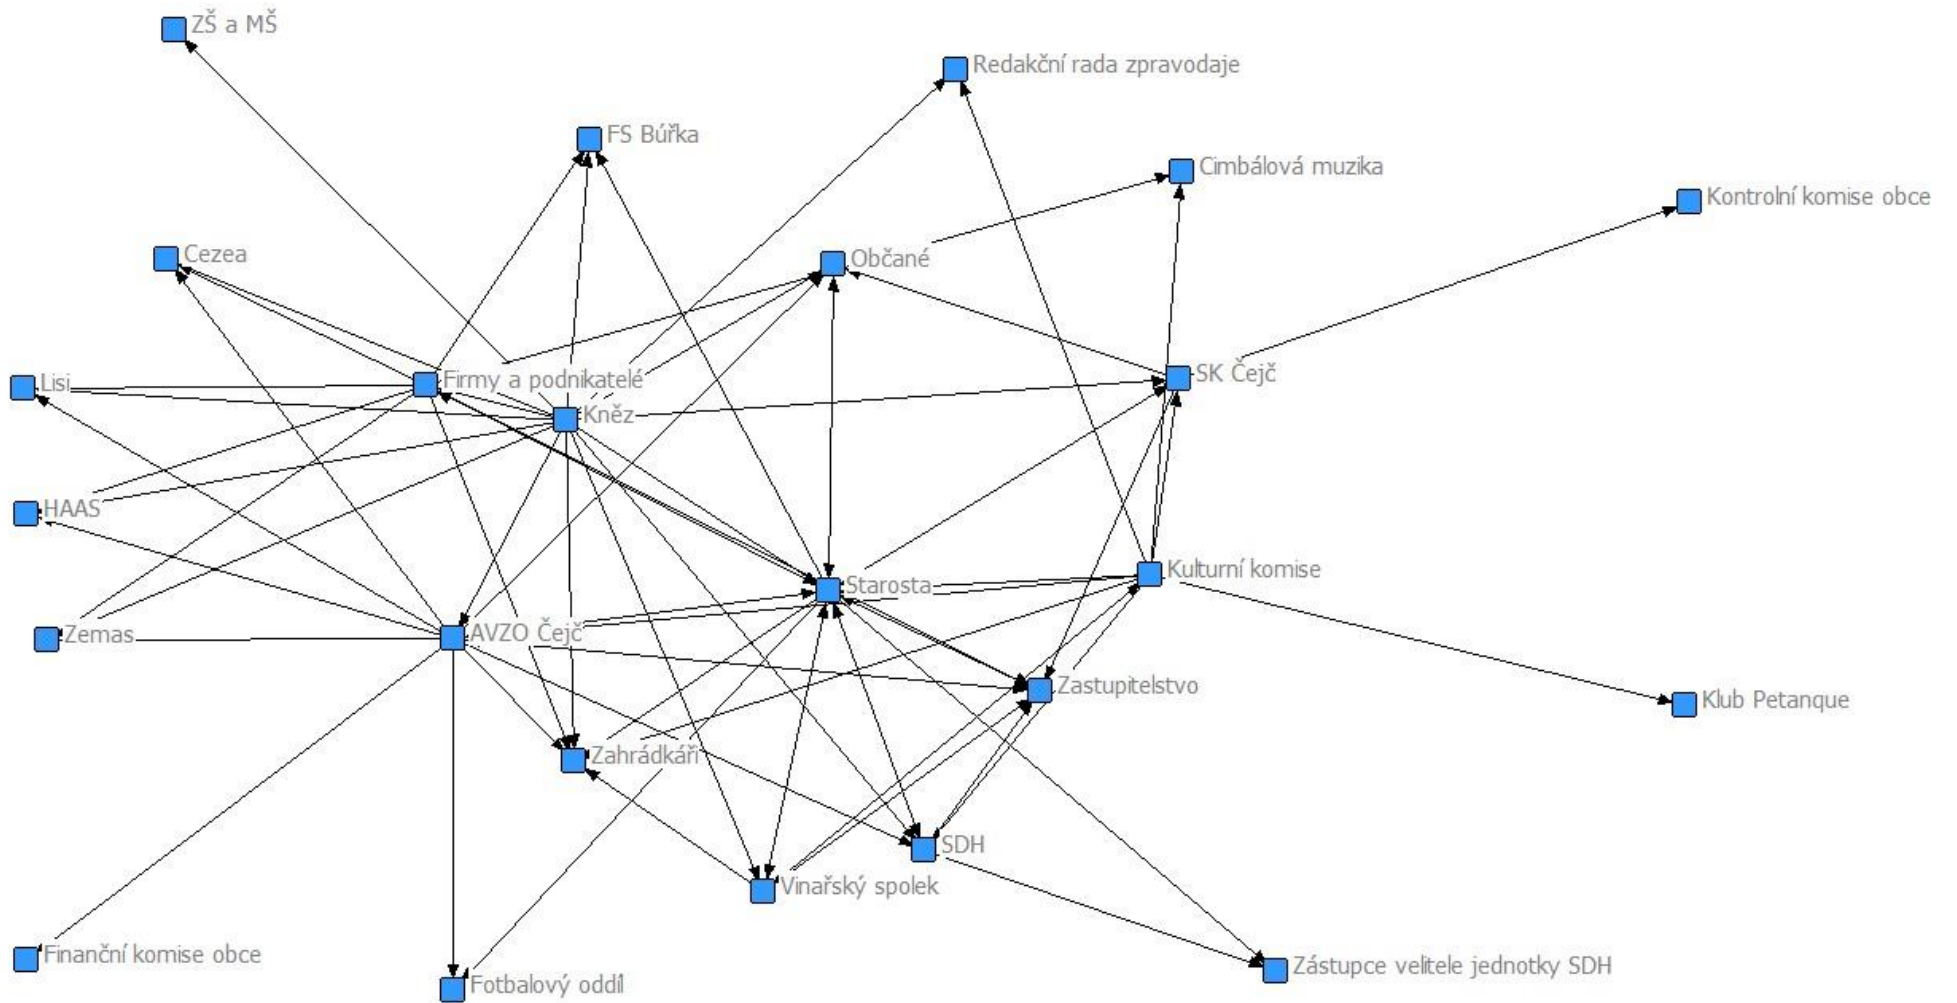 ZŠ a MŠ
Redakční rada zpravodaje
FS Búřka
Cimbálová muzika
Kontrolní komise obce
Cezea
Občané
Lisi
Firmy a podnikatelé
SK Čejč
Kněz
HAAS
Starosta
Kulturní komise
Zemas
AVZO Čejč
Zastupitelstvo
Klub Petanque
Zahrádkáři
SDH
Vinařský spolek
Finanční komise obce
Fotbalový oddíl
Zástupce velitele jednotky SDH